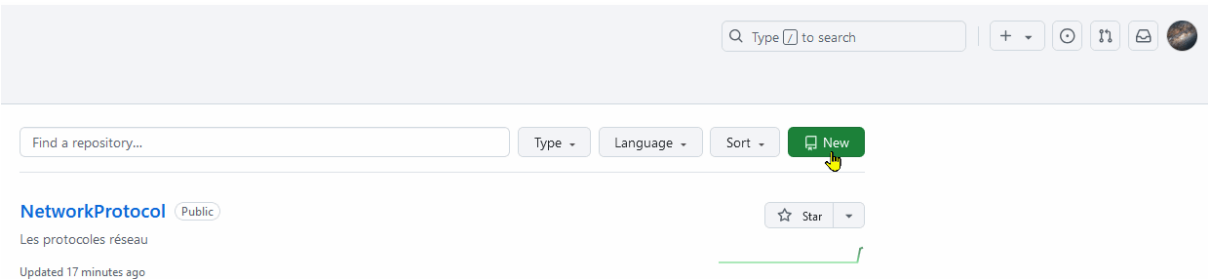 Type / to search
Find a repository...
Type
Language
Sort
New
NetworkProtocol Public
Star
Les protocoles réseau
Updated 17 minutes ago